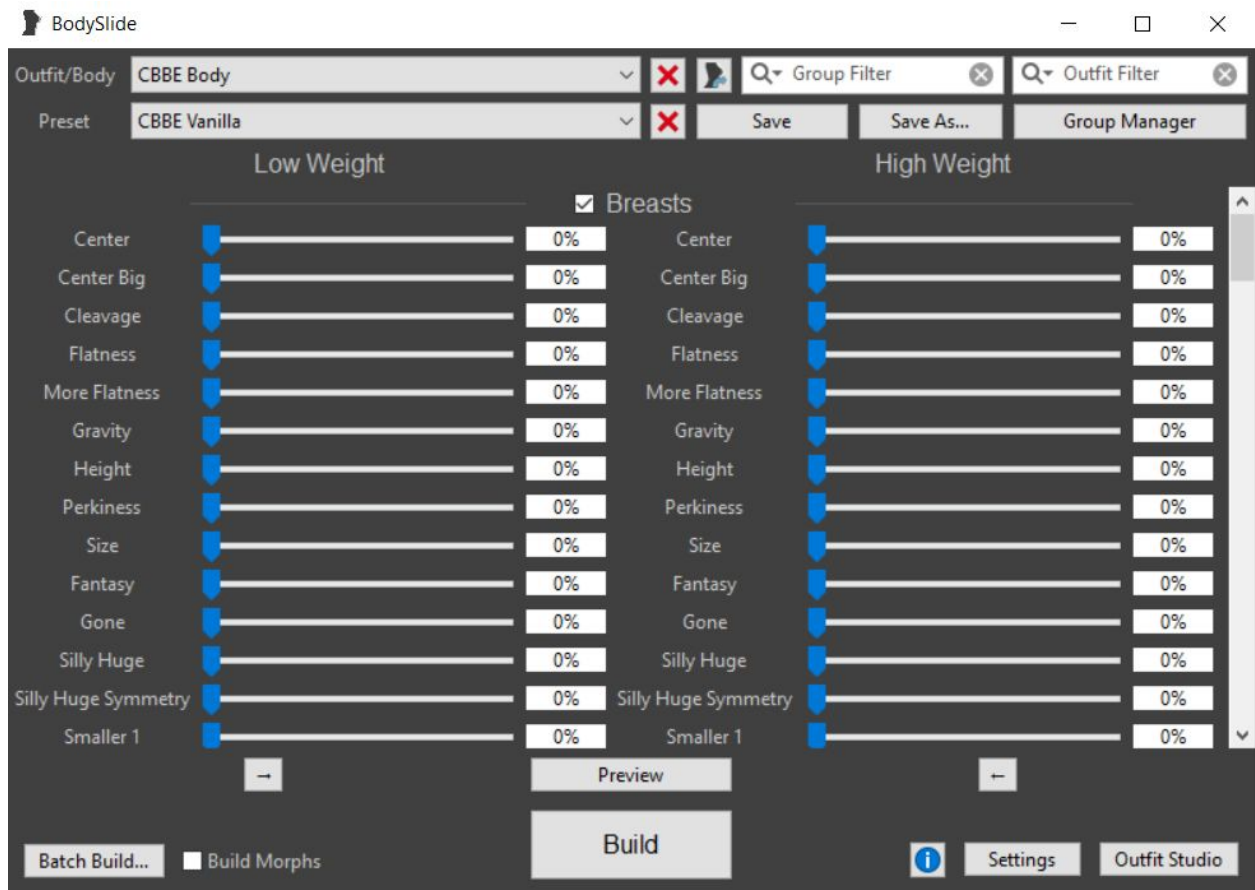 BodySlide
Outfit/Body CBBE Body Group Filter Outfit Filter
Preset CBBE Vanilla Save Save As... Group Manager
Low Weight High Weight
Breasts
Center 0% Center 0%
Center Big 0% Center Big 0%
Cleavage 0% Cleavage 0%
Flatness 0% Flatness 0%
More Flatness 0% More Flatness 0%
Gravity 0% Gravity 0%
Height 0% Height 0%
Perkiness 0% Perkiness 0%
Size 0% Size 0%
Fantasy 0% Fantasy 0%
Gone 0% Gone 0%
Silly Huge 0% Silly Huge 0%
Silly Huge Symmetry 0% Silly Huge Symmetry 0%
Smaller 1 0% Smaller 1 0%
→ Preview ←
Build
Batch Build... Build Morphs i Settings Outfit Studio